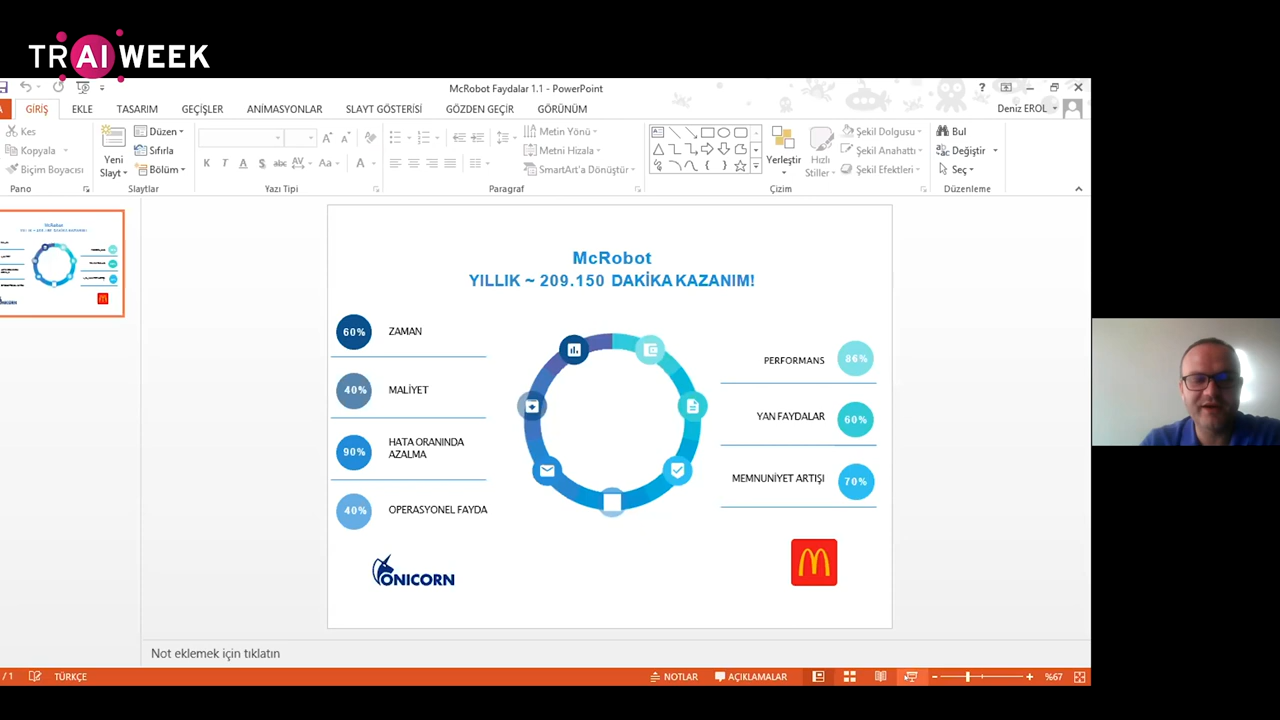 TRAIWEEK
McRobot Faydalar 1.1 - PowerPoint
?
GİRİŞ EKLE TASARIM GEÇİŞLER ANİMASYONLAR SLAYT GÖSTERİSİ GÖZDEN GEÇİR GÖRÜNÜM
Deniz EROL
Kes
Kopyala
Biçim Boyacısı
Pano
Yeni
Slayt
Düzen
Sıfırla
Bölüm
Slaytlar
K T A S abc AV Aa A
Yazı Tipi
Metin Yönü
Metni Hizala
SmartArt'a Dönüştür
Paragraf
Yerleştir
Hızlı
Stiller
Şekil Dolgusu
Şekil Anahattı
Şekil Efektleri
Çizim
Bul
Değiştir
Seç
Düzenleme
McRobot
YILLIK ~ 209.150 DAKİKA KAZANIM!
60% ZAMAN
40% MALİYET
90% HATA ORANINDA
AZALMA
40% OPERASYONEL FAYDA
PERFORMANS 86%
YAN FAYDALAR 60%
MEMNUNİYET ARTIŞI 70%
ONICORN
M
Not eklemek için tıklatın
/ 1 TÜRKÇE
NOTLAR AÇIKLAMALAR
%67